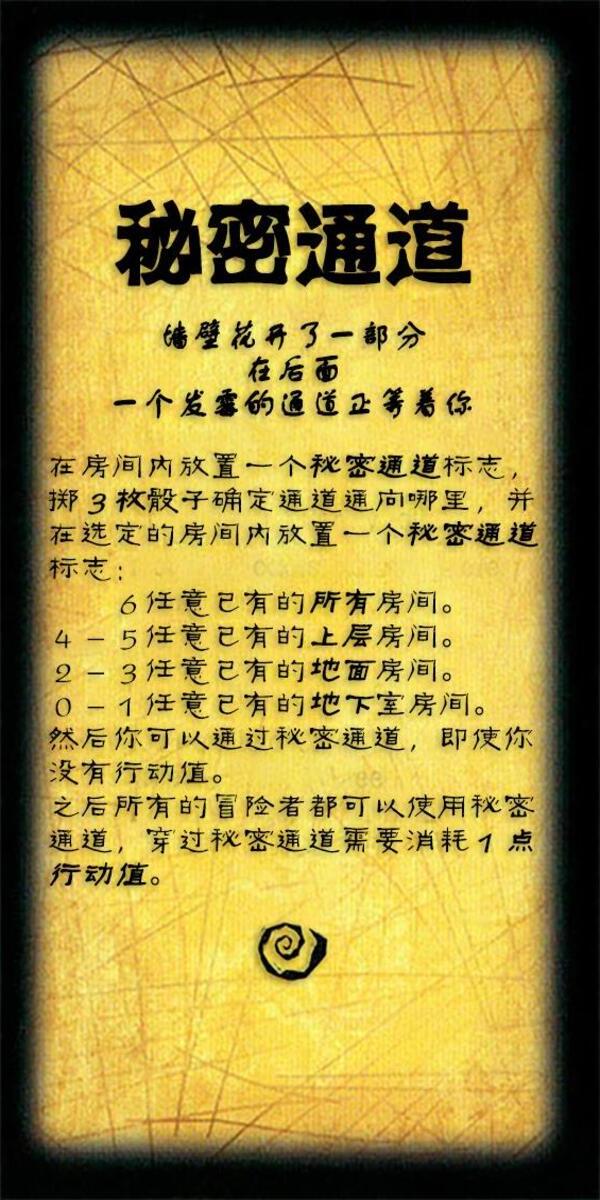 秘密通道
墙壁花开了一部分
在后面
一个发霉的通道正等着你
在房间内放置一个秘密通道标志，
掷3枚骰子确定通道通向哪里，并
在选定的房间内放置一个秘密通道
标志：
6任意已有的所有房间。
4-5任意已有的上层房间。
2-3任意已有的地面房间。
0-1任意已有的地下室房间。
然后你可以通过秘密通道，即使你
没有行动值。
之后所有的冒险者都可以使用秘密
通道，穿过秘密通道需要消耗1点
行动值。